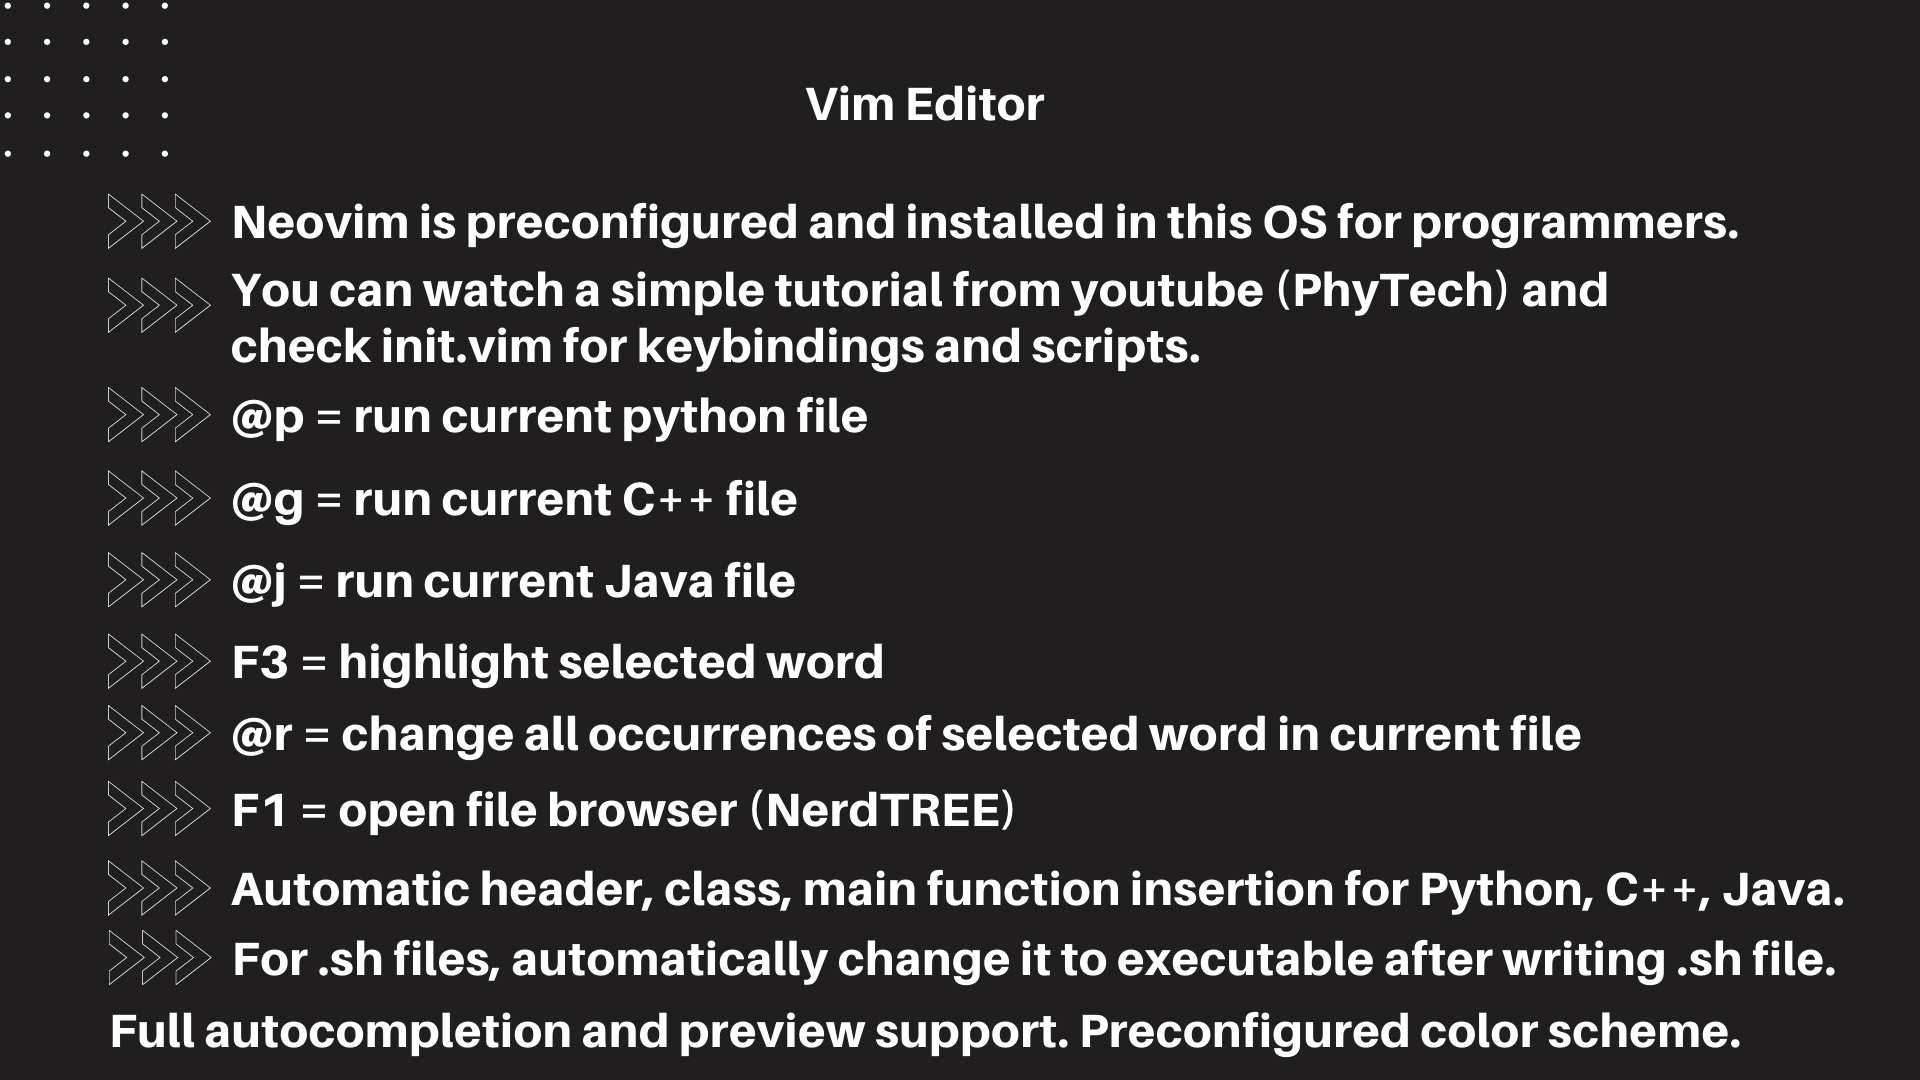 Vim Editor
Neovim is preconfigured and installed in this OS for programmers.
You can watch a simple tutorial from youtube (PhyTech) and
check init.vim for keybindings and scripts.
@p = run current python file
@g = run current C++ file
@j = run current Java file
F3 = highlight selected word
@r = change all occurrences of selected word in current file
F1 = open file browser (NerdTREE)
Automatic header, class, main function insertion for Python, C++, Java.
For .sh files, automatically change it to executable after writing .sh file.
Full autocompletion and preview support. Preconfigured color scheme.